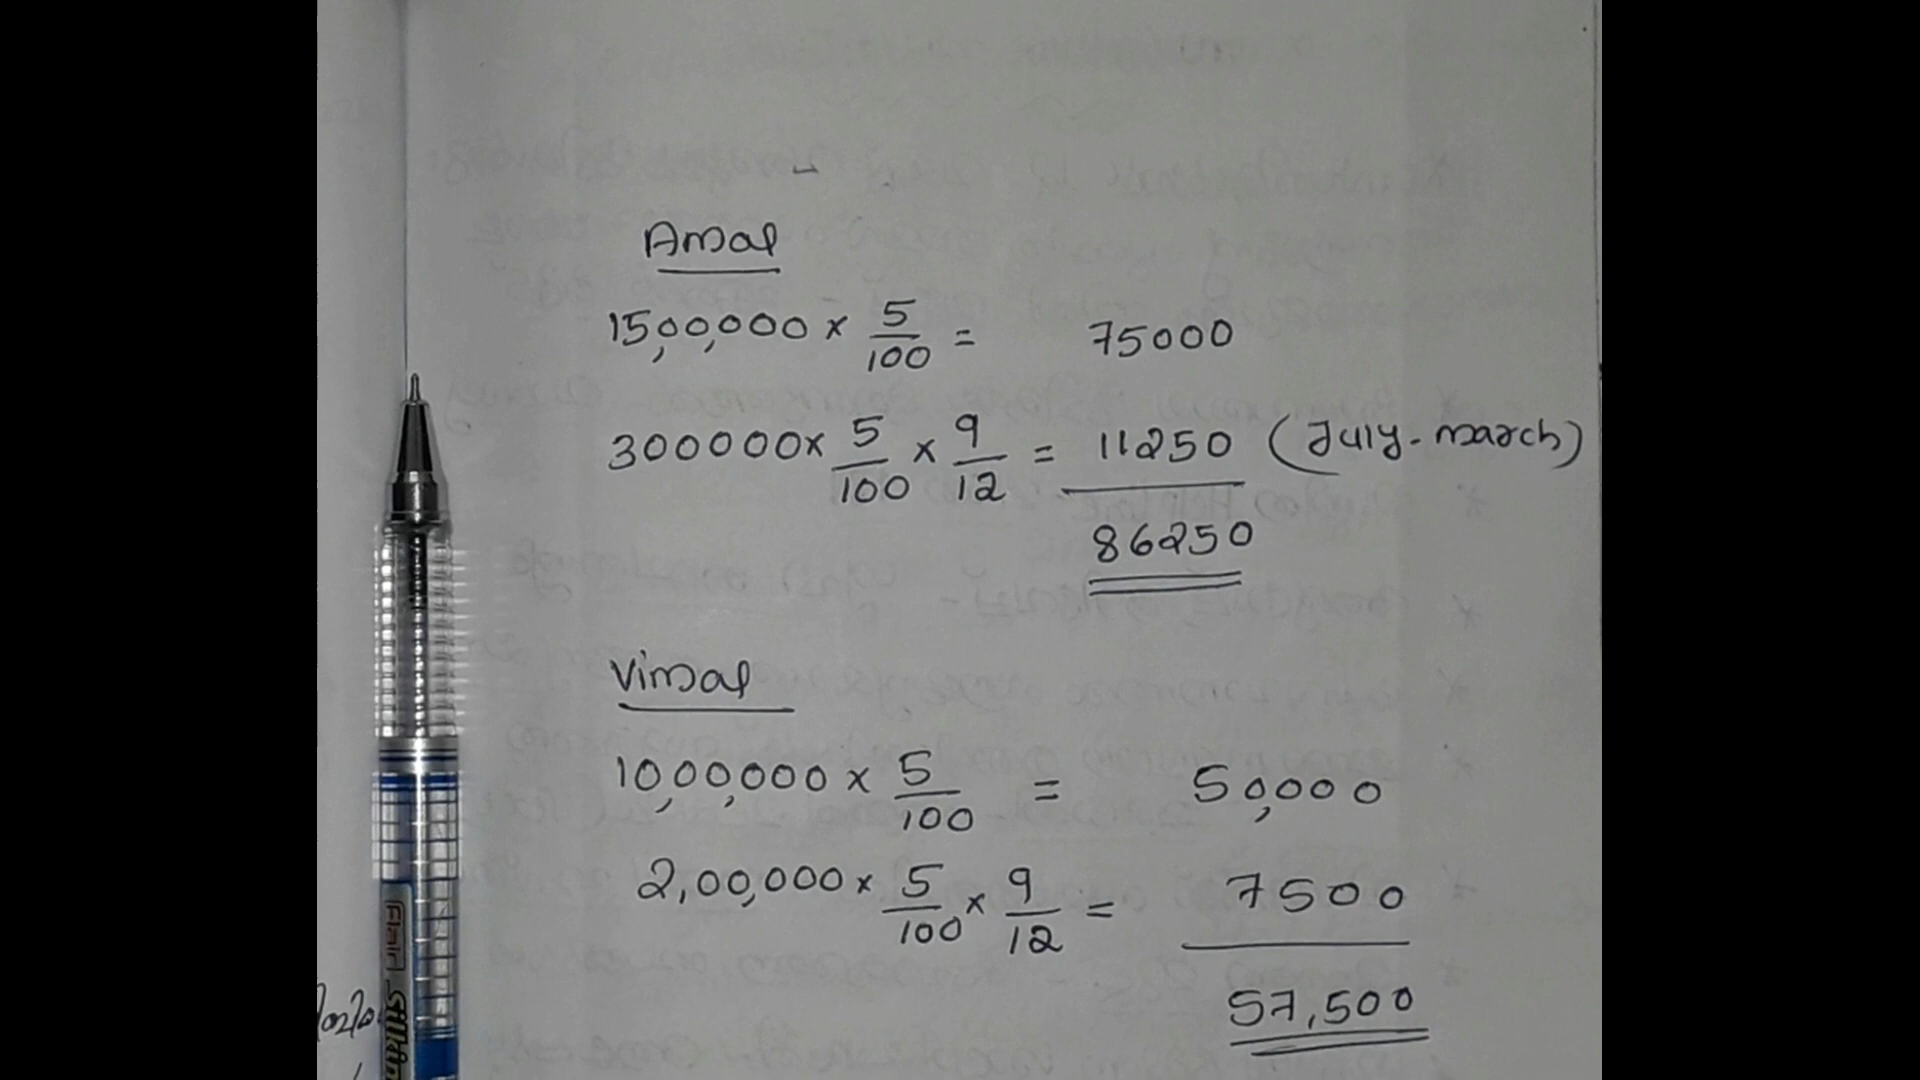 Amal
15,00,000 × 5/100 = 75000
300000 × 5/100 × 9/12 = 11250 (July-march)
86250
Vimal
10,00,000 × 5/100 = 50,000
2,00,000 × 5/100 × 9/12 = 7500
57,500